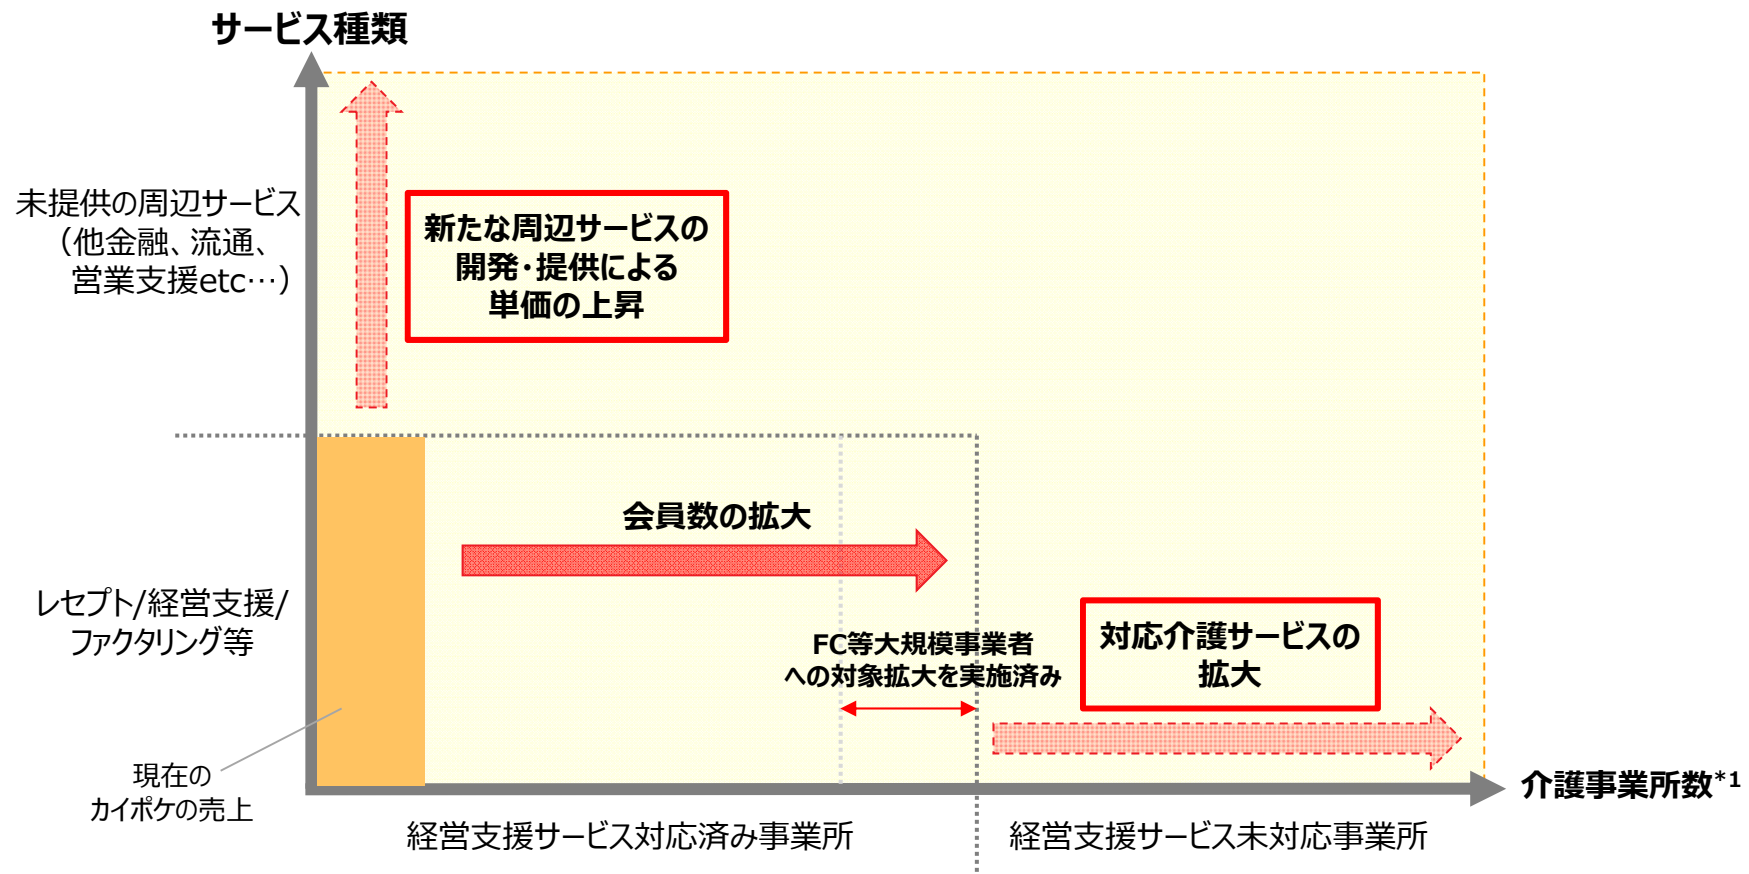 サービス種類
未提供の周辺サービス
（他金融、流通、
営業支援etc…）
新たな周辺サービスの
開発・提供による
単価の上昇
会員数の拡大
レセプト/経営支援/
ファクタリング等
FC等大規模事業者
への対象拡大を実施済み
対応介護サービスの
拡大
現在の
カイポケの売上
介護事業所数*1
経営支援サービス対応済み事業所
経営支援サービス未対応事業所